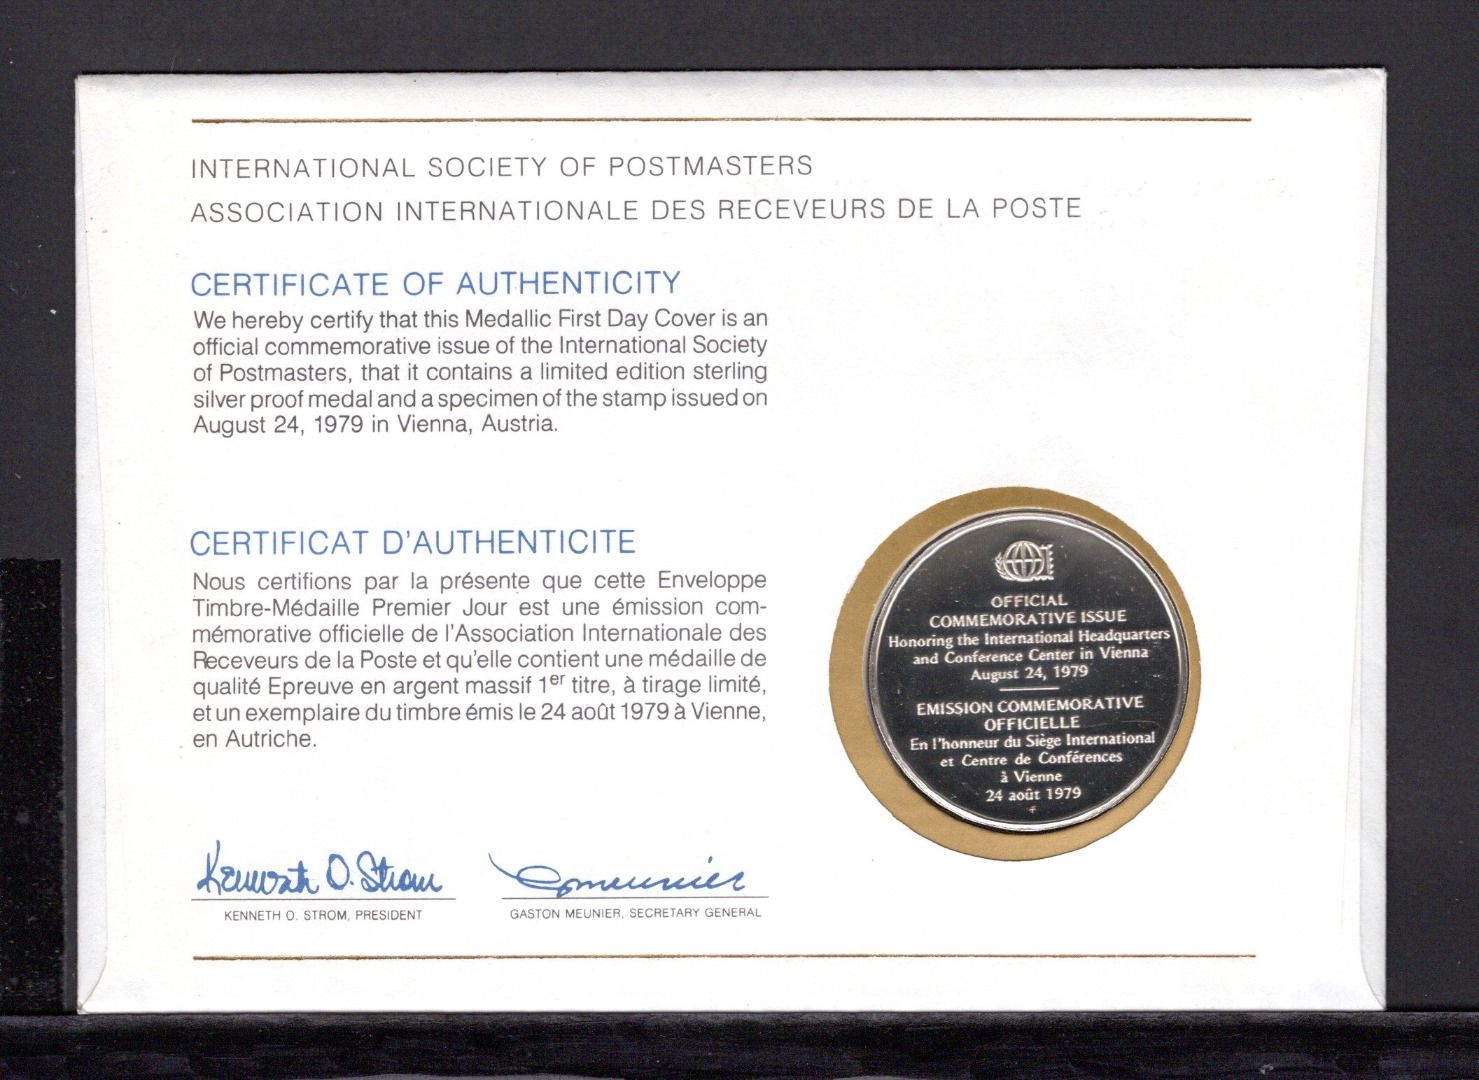 INTERNATIONAL SOCIETY OF POSTMASTERS
ASSOCIATION INTERNATIONALE DES RECEVEURS DE LA POSTE
CERTIFICATE OF AUTHENTICITY
We hereby certify that this Medallic First Day Cover is an
official commemorative issue of the International Society
of Postmasters, that it contains a limited edition sterling
silver proof medal and a specimen of the stamp issued on
August 24, 1979 in Vienna, Austria.
CERTIFICAT D'AUTHENTICITE
Nous certifions par la présente que cette Enveloppe
Timbre-Médaille Premier Jour est une émission com-
mémorative officielle de l'Association Internationale des
Receveurs de la Poste et qu'elle contient une médaille de
qualité Epreuve en argent massif 1er titre, à tirage limité,
et un exemplaire du timbre émis le 24 août 1979 à Vienne,
en Autriche.
Kenneth O. Strom
KENNETH O. STROM, PRESIDENT
GMeunier
GASTON MEUNIER, SECRETARY GENERAL
OFFICIAL
COMMEMORATIVE ISSUE
Honoring the International Headquarters
and Conference Center in Vienna
August 24, 1979
EMISSION COMMEMORATIVE
OFFICIELLE
En l'honneur du Siège International
et Centre de Conférences
à Vienne
24 août 1979